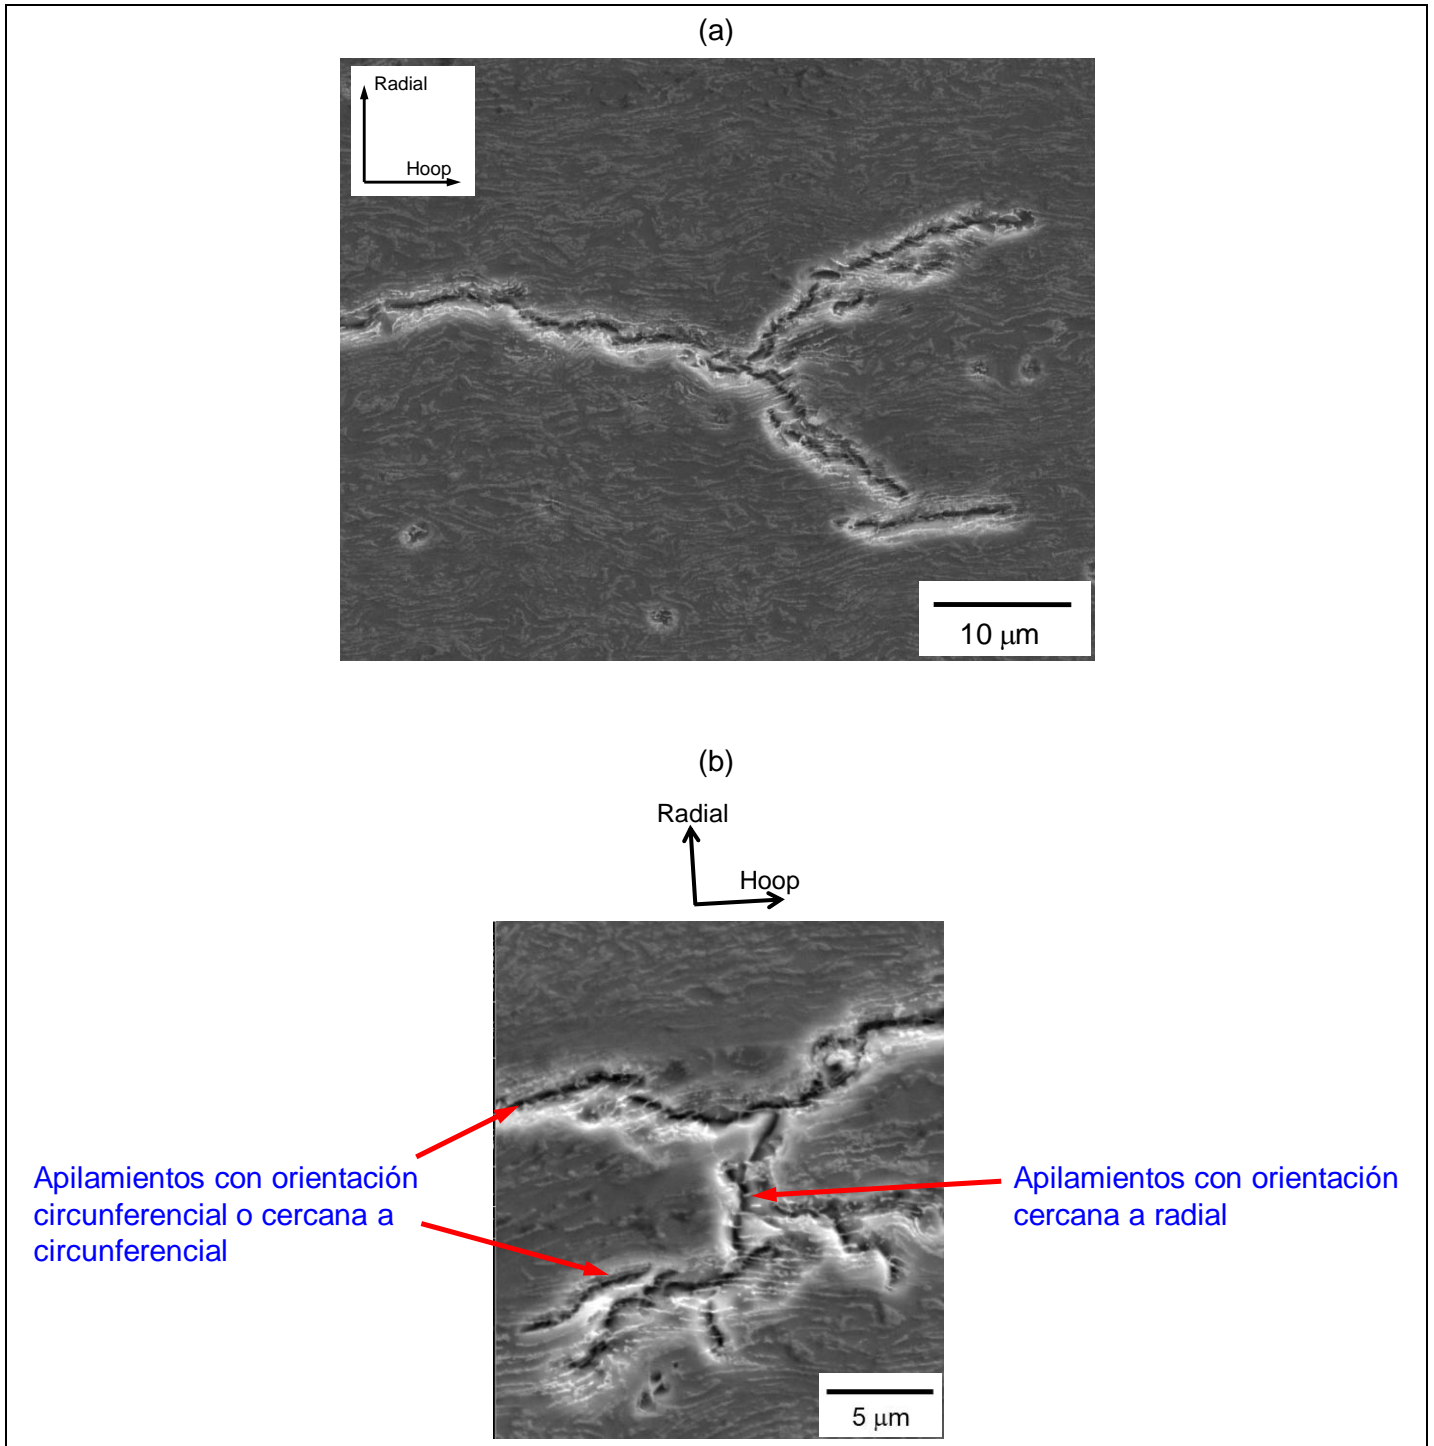 (a)
Radial
Hoop
10 μm
(b)
Radial
Hoop
Apilamientos con orientación
circunferencial o cercana a
circunferencial
Apilamientos con orientación
cercana a radial
5 μm